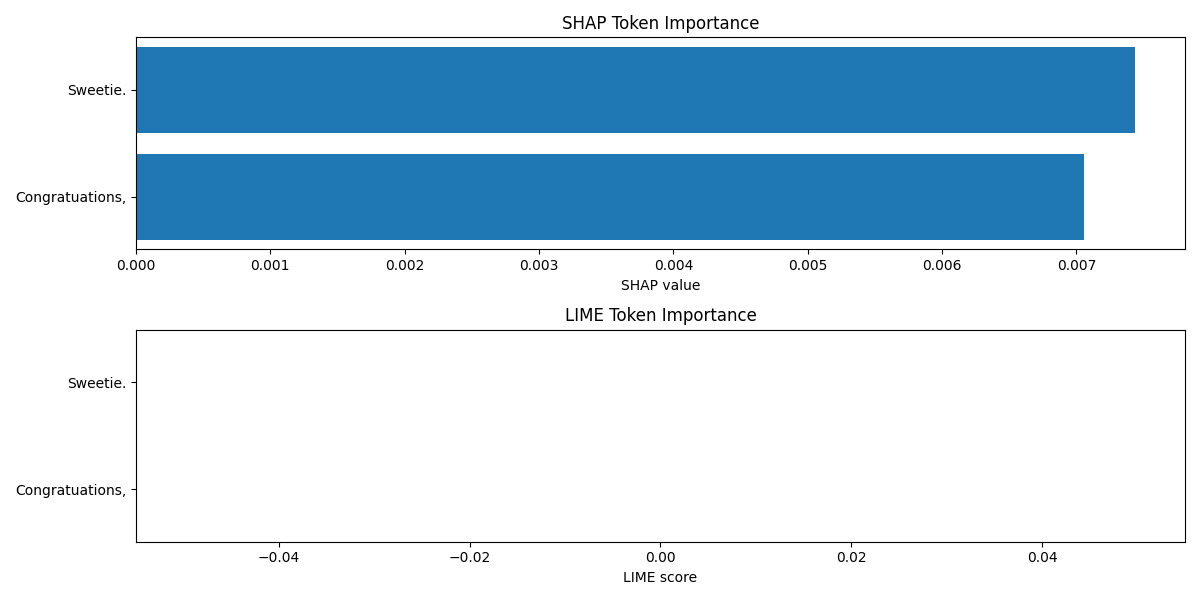 SHAP Token Importance
Sweetie.
Congratuations,
0.000 0.001 0.002 0.003 0.004 0.005 0.006 0.007
SHAP value
LIME Token Importance
Sweetie.
Congratuations,
−0.04 −0.02 0.00 0.02 0.04
LIME score